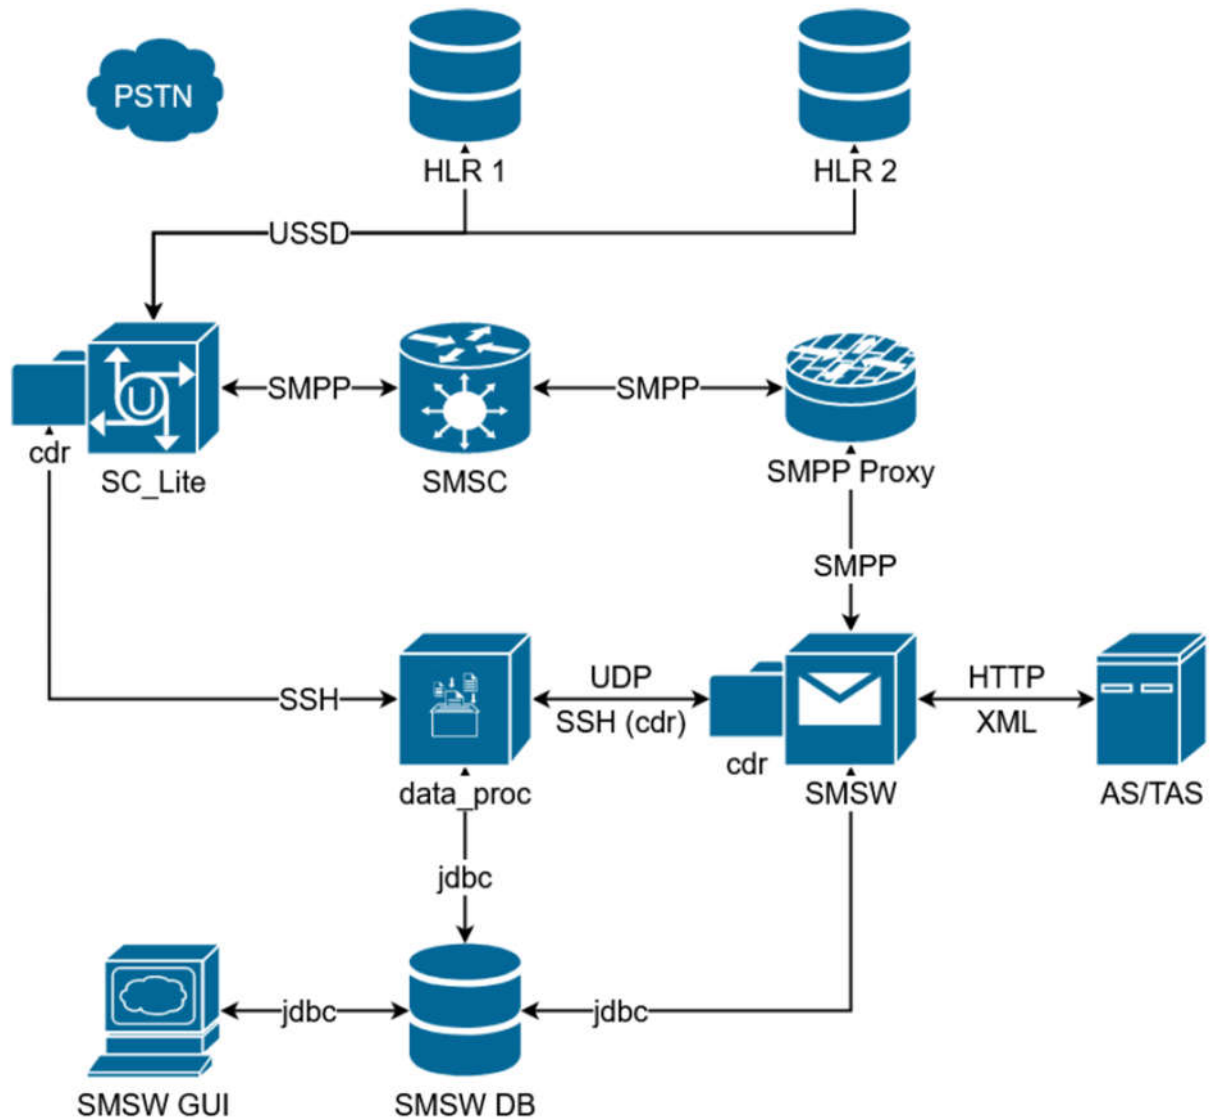 PSTN
HLR 1
HLR 2
USSD
U
SMPP
SMPP
cdr
SC_Lite
SMSC
SMPP Proxy
SMPP
UDP
HTTP
SSH
SSH (cdr)
XML
cdr
data_proc
SMSW
AS/TAS
jdbc
jdbc
jdbc
SMSW GUI
SMSW DB